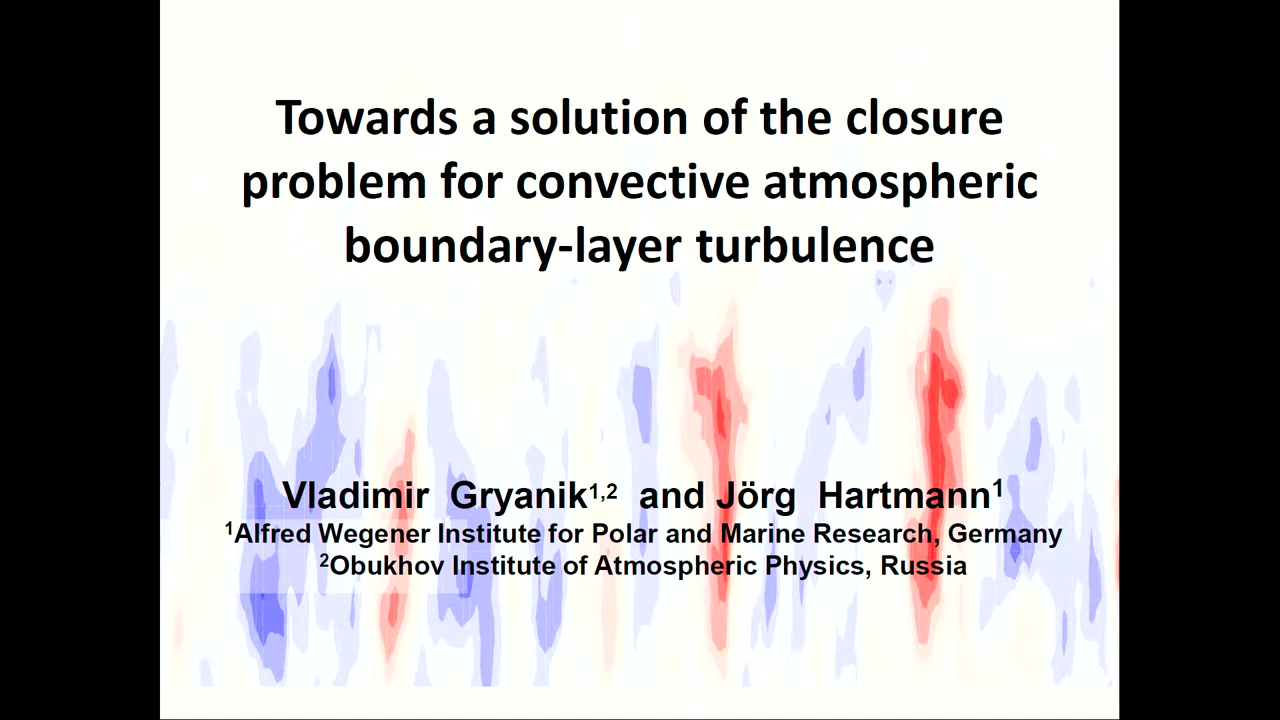 Towards a solution of the closure
problem for convective atmospheric
boundary-layer turbulence
Vladimir Gryanik1,2 and Jörg Hartmann1
1Alfred Wegener Institute for Polar and Marine Research, Germany
2Obukhov Institute of Atmospheric Physics, Russia